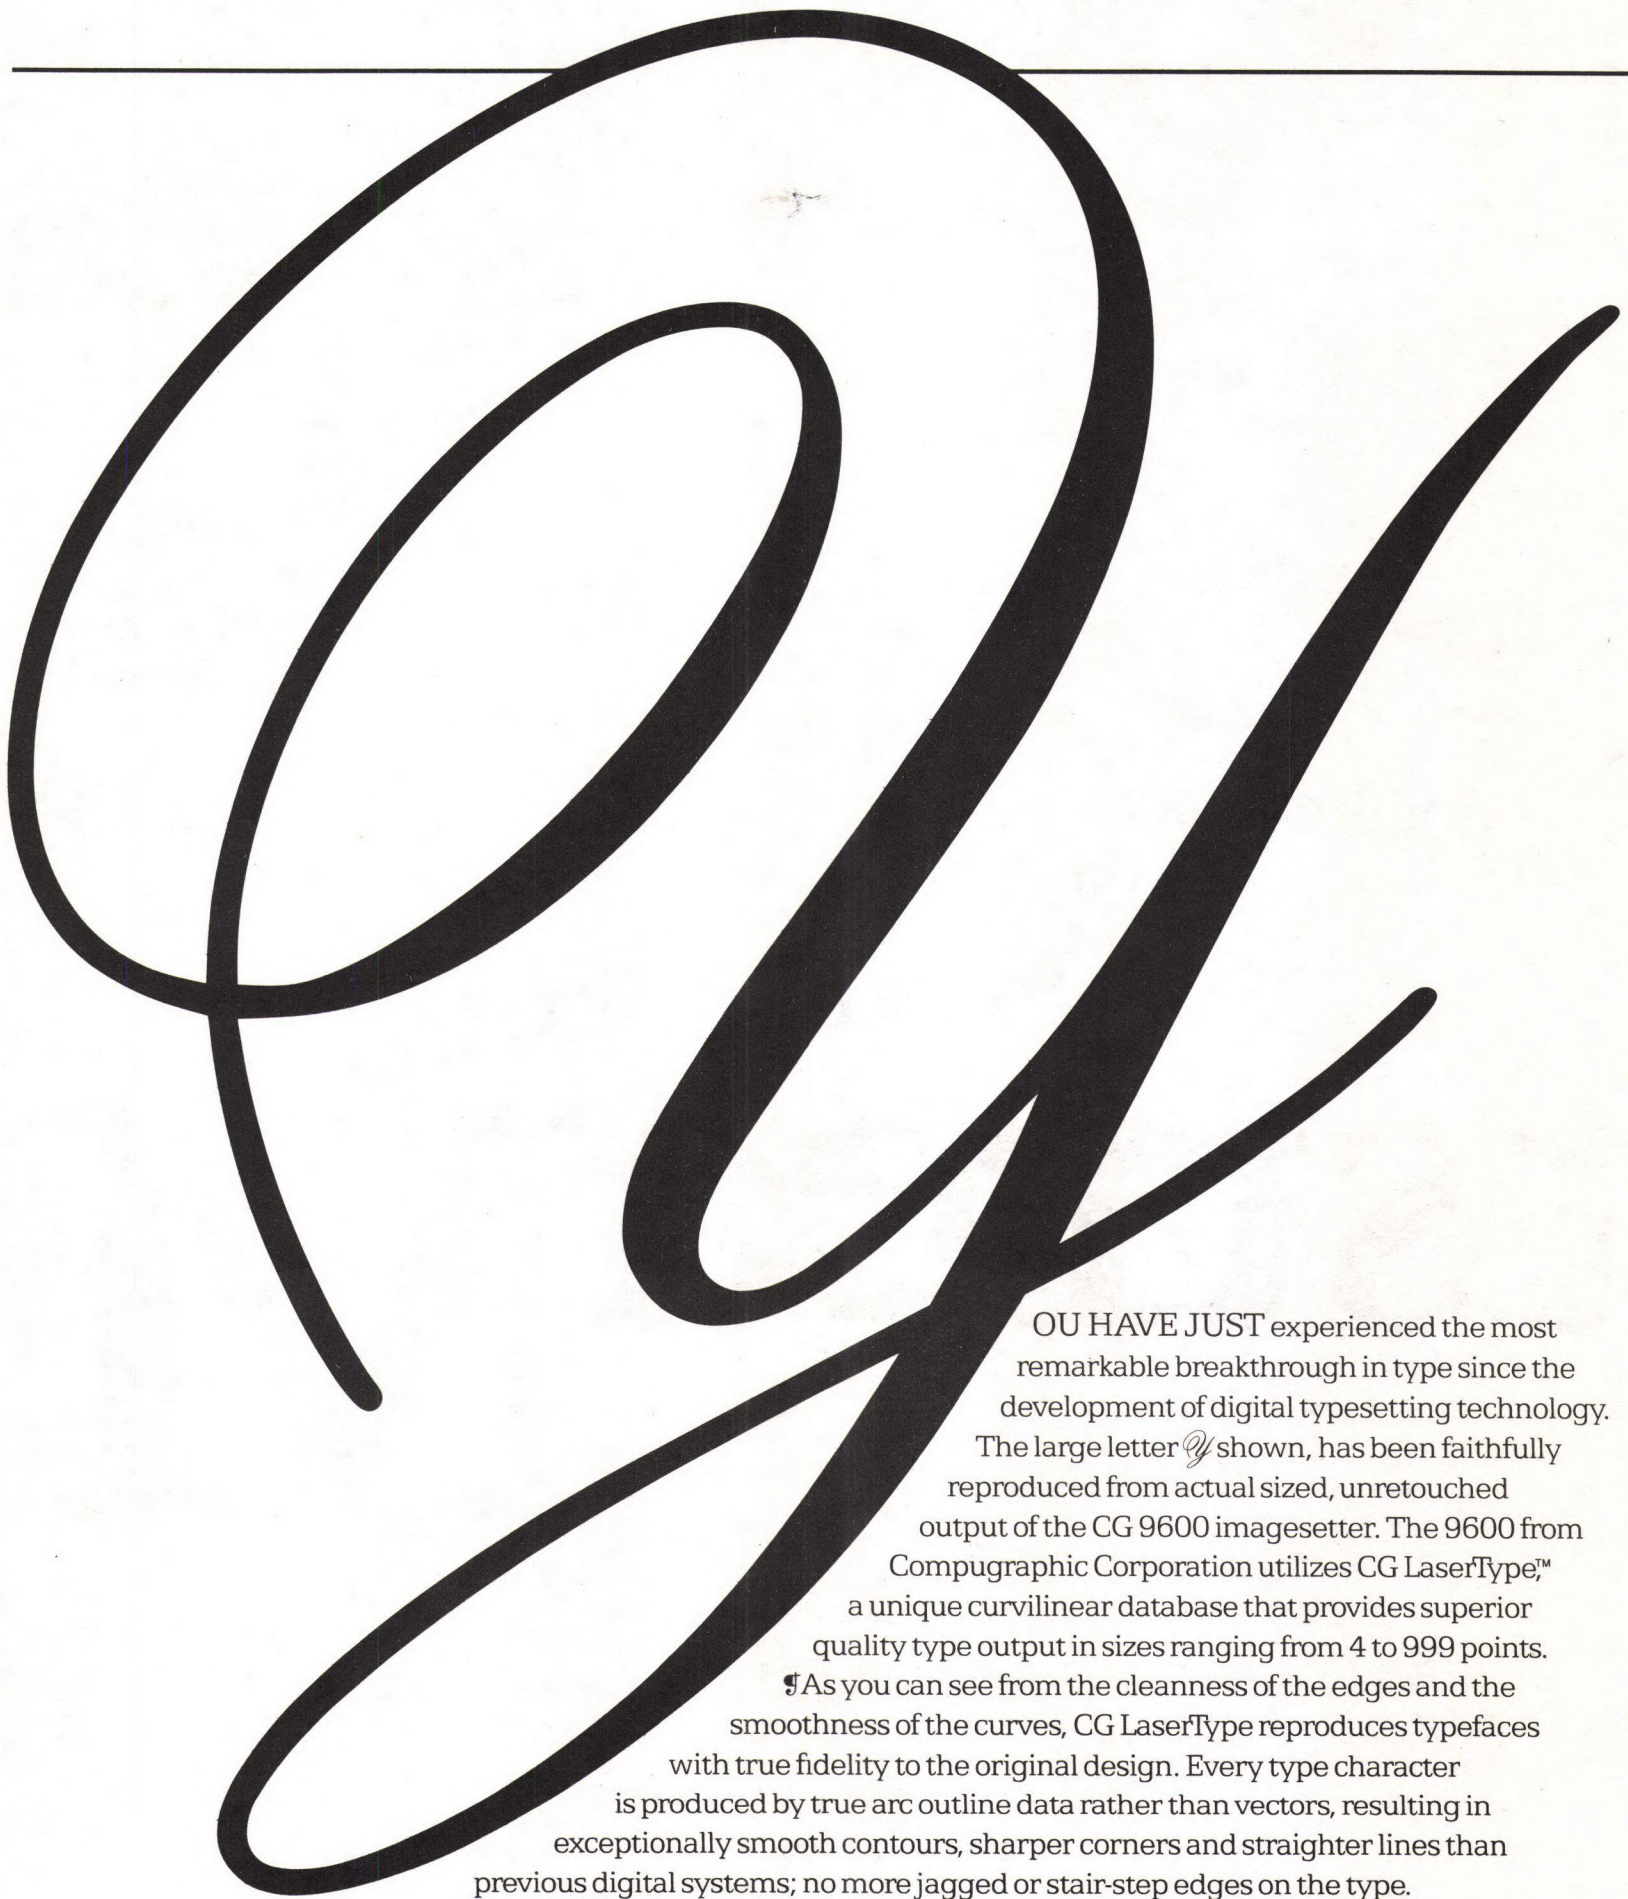 Y
OU HAVE JUST experienced the most
remarkable breakthrough in type since the
development of digital typesetting technology.
The large letter Y shown, has been faithfully
reproduced from actual sized, unretouched
output of the CG 9600 imagesetter. The 9600 from
Compugraphic Corporation utilizes CG LaserType,™
a unique curvilinear database that provides superior
quality type output in sizes ranging from 4 to 999 points.
¶As you can see from the cleanness of the edges and the
smoothness of the curves, CG LaserType reproduces typefaces
with true fidelity to the original design. Every type character
is produced by true arc outline data rather than vectors, resulting in
exceptionally smooth contours, sharper corners and straighter lines than
previous digital systems; no more jagged or stair-step edges on the type.